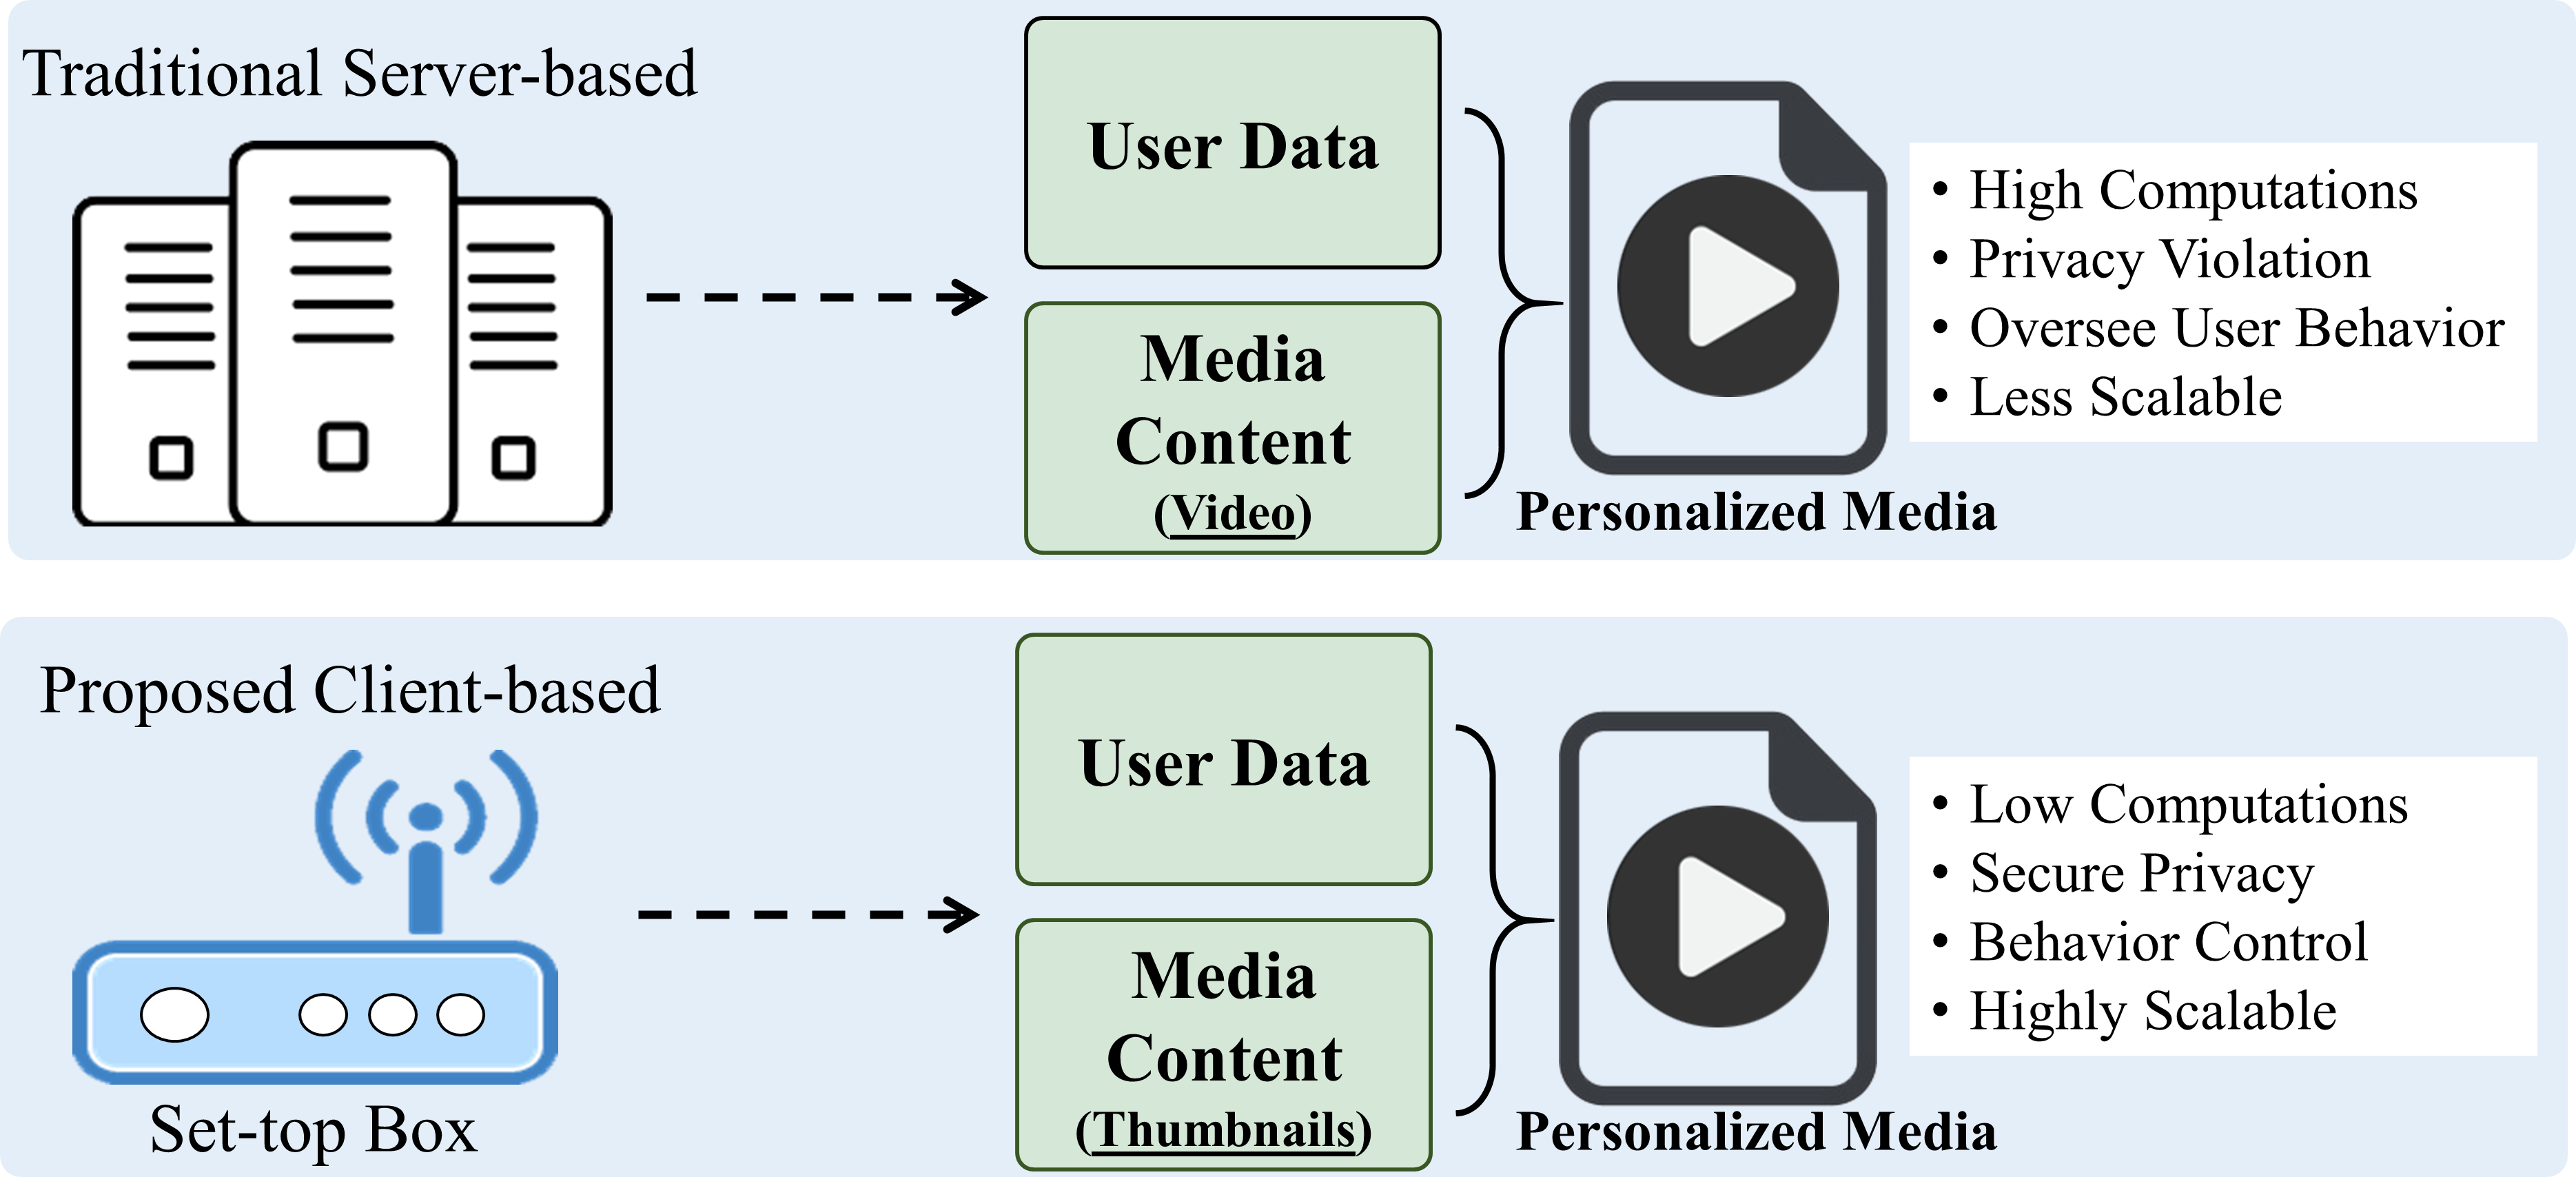 Traditional Server-based
User Data
Media
Content
(Video)
Personalized Media
• High Computations
• Privacy Violation
• Oversee User Behavior
• Less Scalable
Proposed Client-based
Set-top Box
User Data
Media
Content
(Thumbnails)
Personalized Media
• Low Computations
• Secure Privacy
• Behavior Control
• Highly Scalable